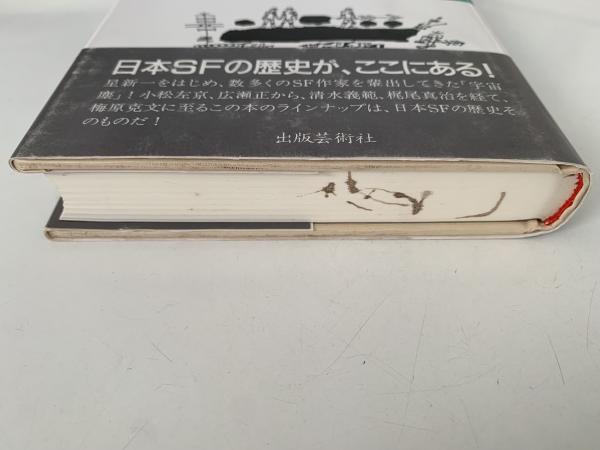 日本SFの歴史が、ここにある!
星新一をはじめ、数多くのSF作家を輩出してきた「宇宙
塵」! 小松左京、広瀬正から、清水義範、梶尾真治を経て、
梅原克文に至るこの本のラインナップは、日本SFの歴史そ
のものだ!
出版芸術社